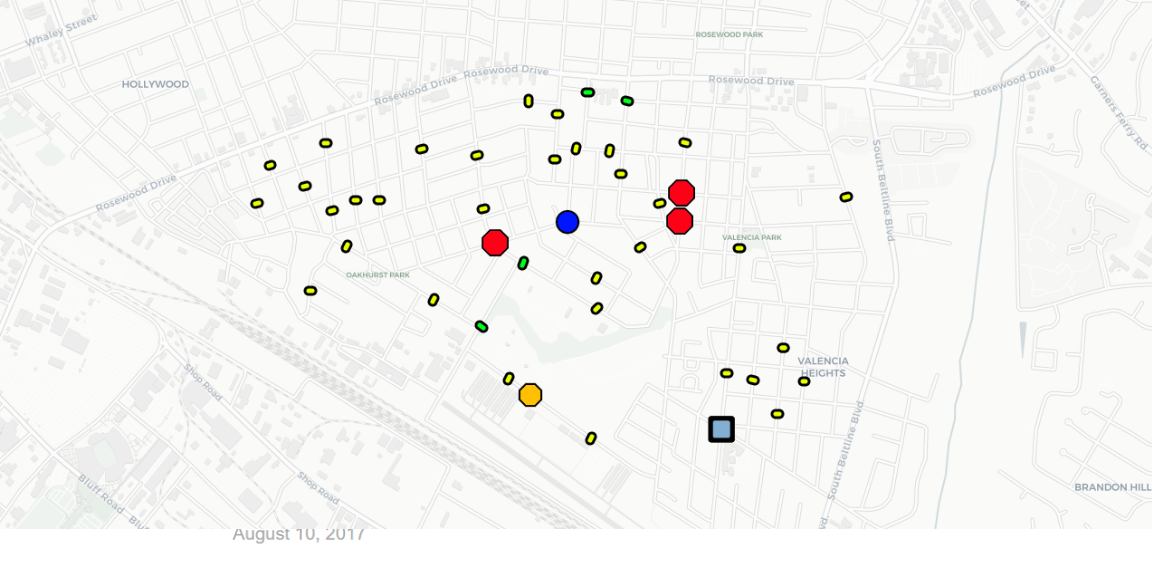 Whaley Street
ROSEWOOD PARK
Rosewood Drive
Rosewood Drive
Rosewood Drive
Rosewood Drive
HOLLYWOOD
Rosewood Drive
Garners Ferry Rd
South Beltline Blvd
VALENCIA PARK
OAKHURST PARK
VALENCIA
HEIGHTS
Shop Road
South Beltline Blvd
Shop Road
Bluff Road
BRANDON HILL
August 10, 2017